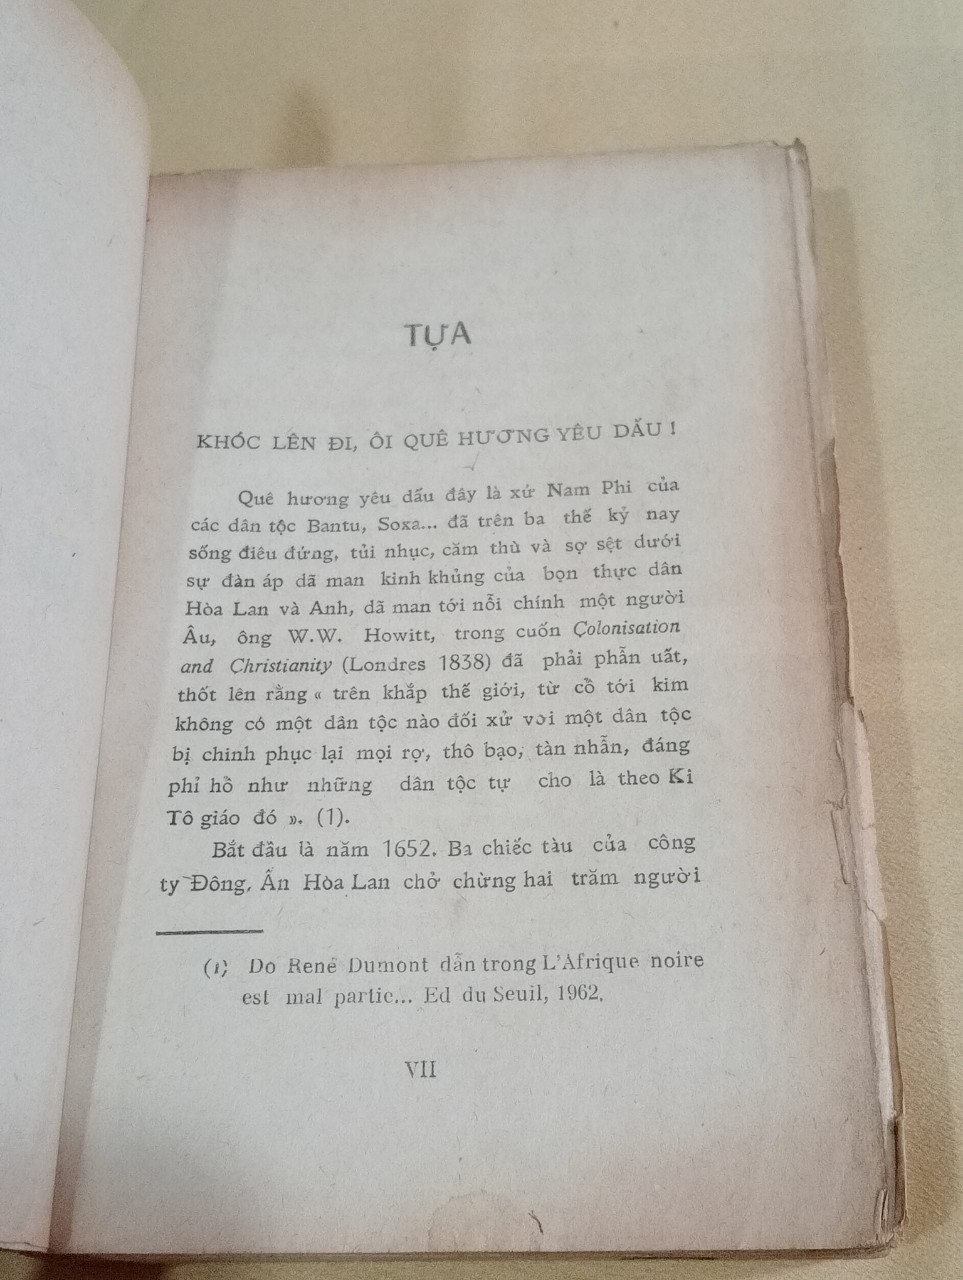 TỰA
KHÓC LÊN ĐI, ÔI QUÊ HƯƠNG YÊU DẤU !
Quê hương yêu dấu đây là xứ Nam Phi của
các dân tộc Bantu, Soxa... đã trên ba thế kỷ nay
sống điêu đứng, tủi nhục, căm thù và sợ sệt dưới
sự đàn áp dã man kinh khủng của bọn thực dân
Hòa Lan và Anh, dã man tới nỗi chính một người
Âu, ông W.W. Howitt, trong cuốn Çolonisation
and Christianity (Londres 1838) đã phải phẫn uất,
thốt lên rằng « trên khắp thế giới, từ cổ tới kim
không có một dân tộc nào đối xử với một dân tộc
bị chinh phục lại mọi rợ, thô bạo, tàn nhẫn, đáng
phỉ hồ như những dân tộc tự cho là theo Ki
Tô giáo đó ». (1).
Bắt đầu là năm 1652. Ba chiếc tàu của công
ty Đông, Ấn Hòa Lan chở chừng hai trăm người
(1) Do René Dumont dẫn trong L'Afrique noire
est mal partic... Ed du Seuil, 1962.
VII